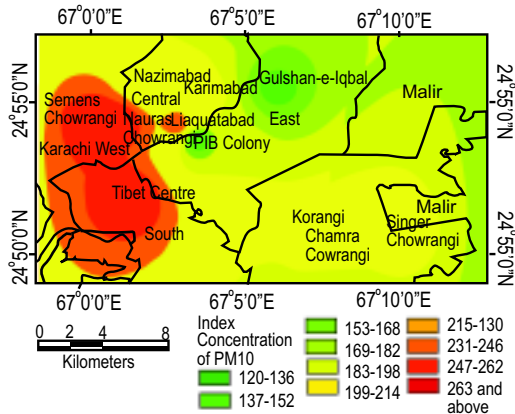 67°0'0"E 67°5'0"E 67°10'0"E
24°55'0"N
24°50'0"N
24°55'0"N
24°55'0"N
Nazimabad
Karimabad
Gulshan-e-Iqbal
Semens
Chowrangi
Central
Malir
Nauras
Chowrangi
Liaquatabad
East
PIB Colony
Karachi West
Tibet Centre
Malir
South
Korangi
Chamra
Cowrangi
Singer
Chowrangi
67°0'0"E 67°5'0"E 67°10'0"E
0 2 4 8
Kilometers
Index
Concentration
of PM10
120-136
137-152
153-168
169-182
183-198
199-214
215-130
231-246
247-262
263 and
above